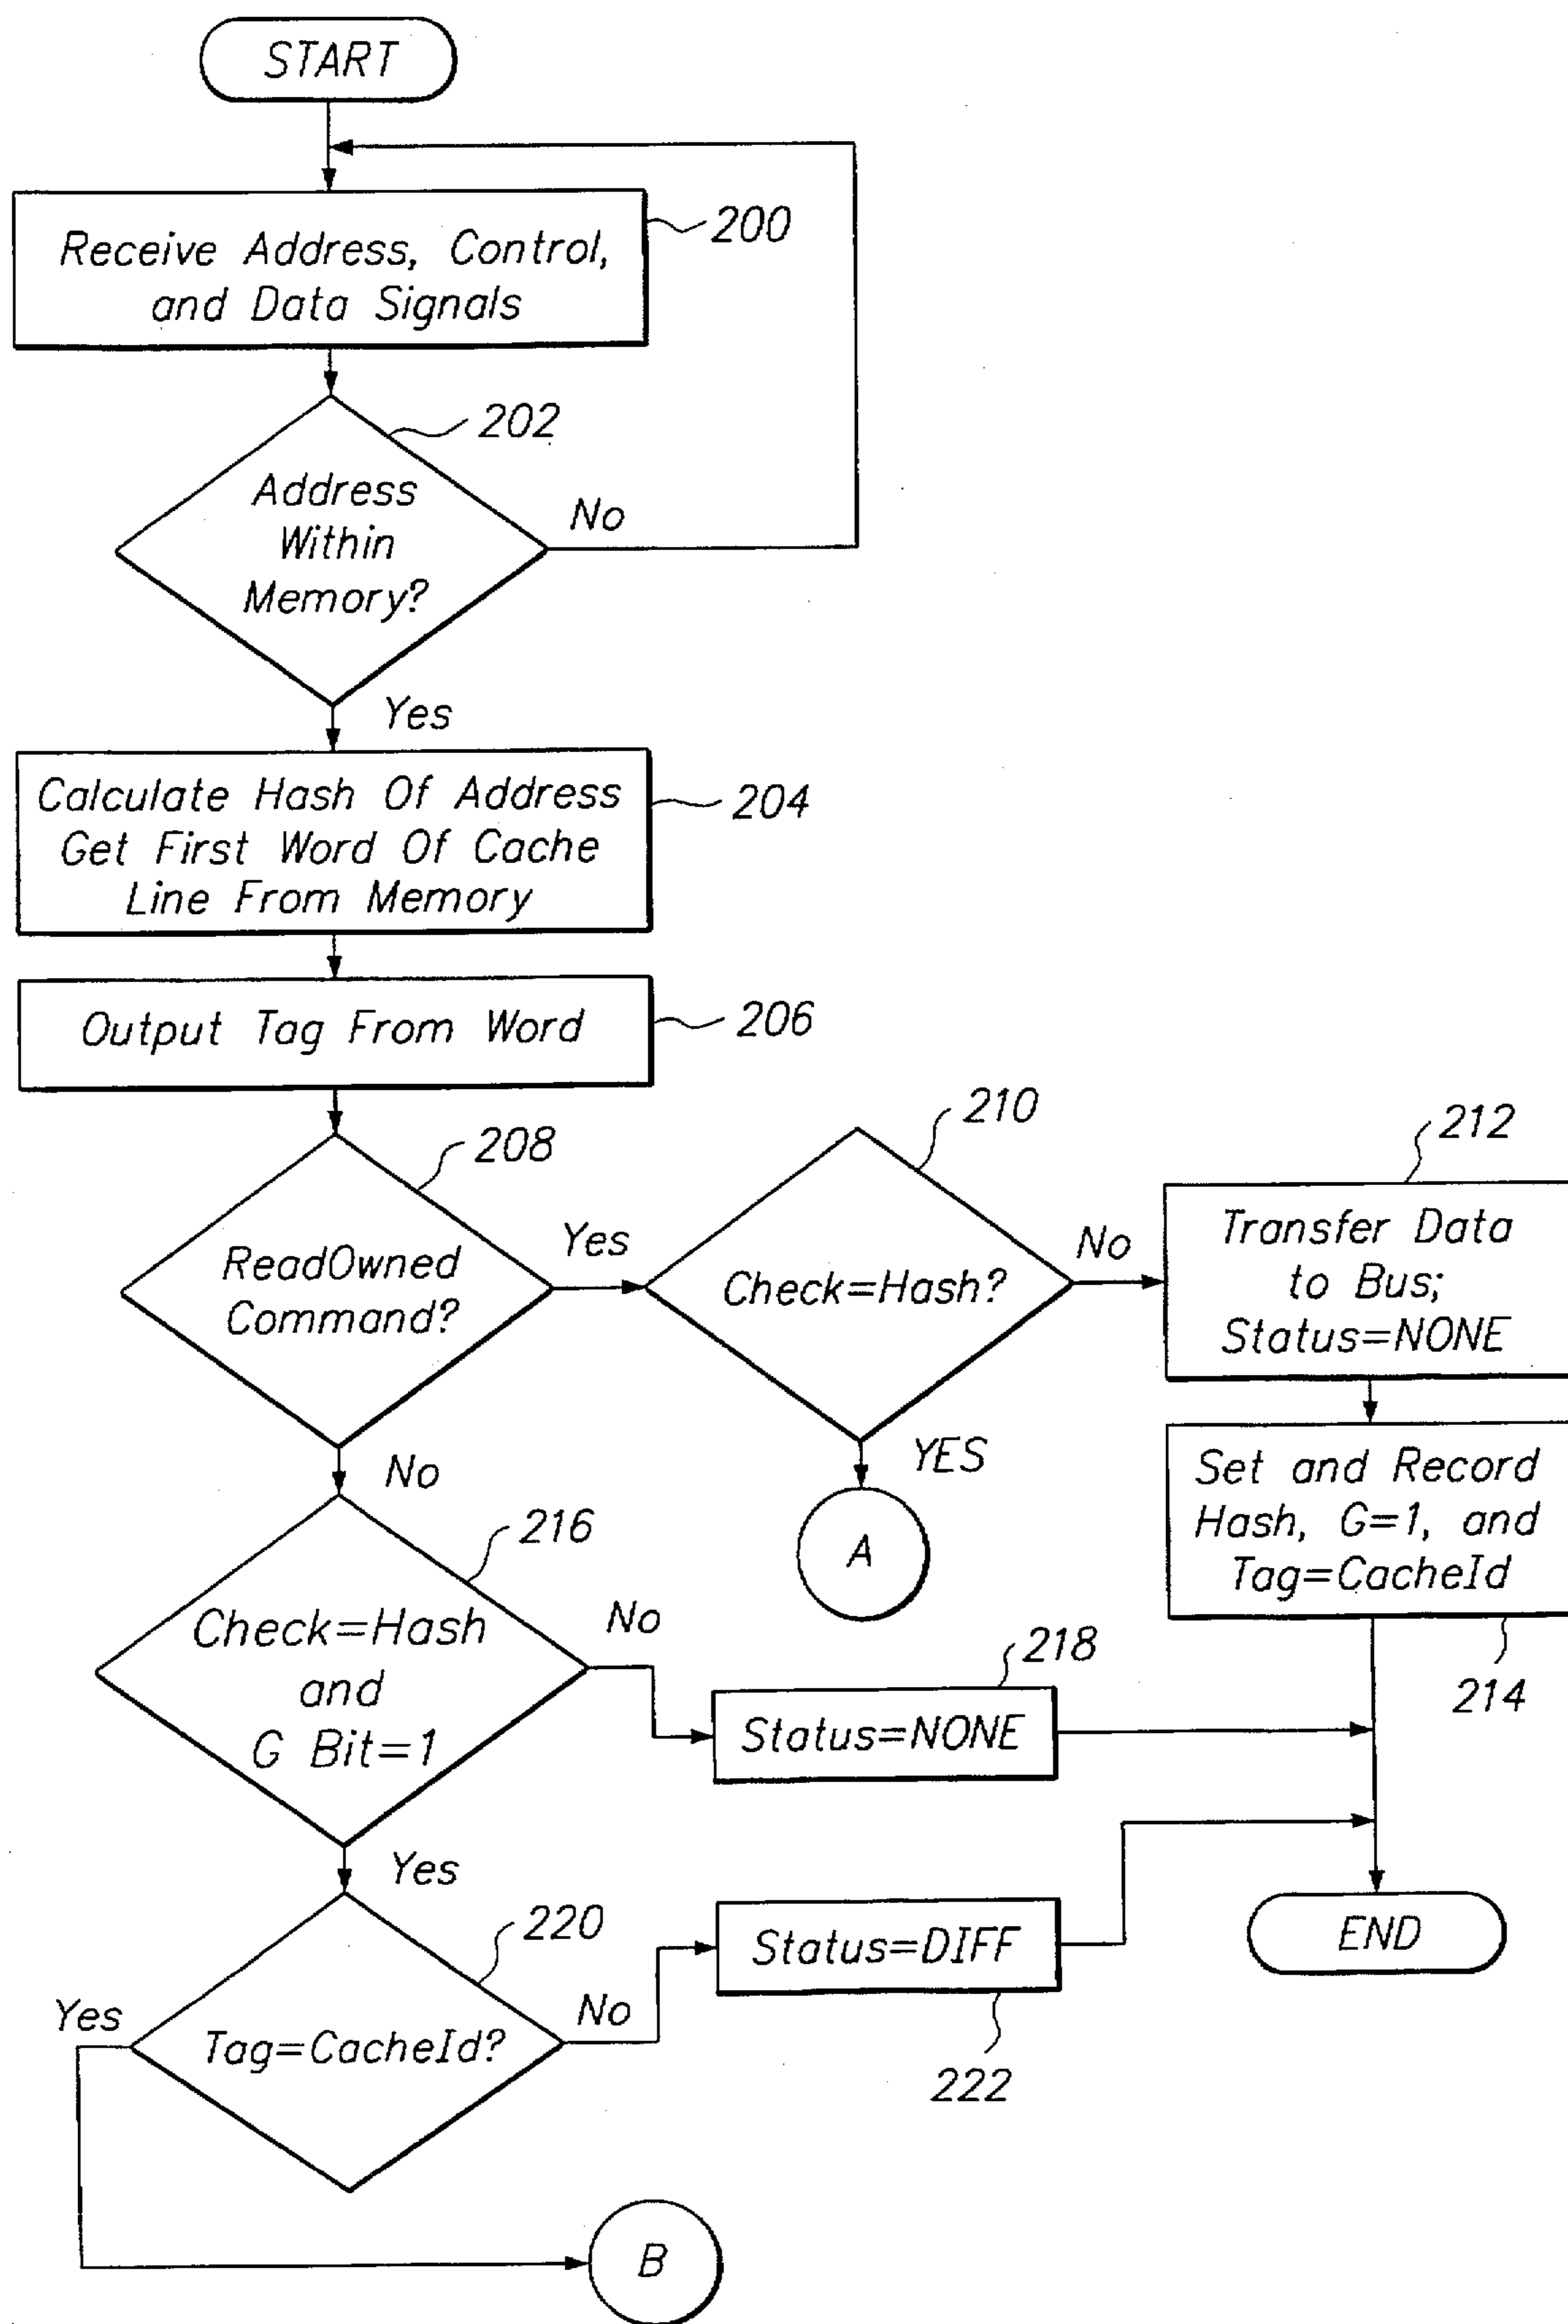 START
Receive Address, Control,
and Data Signals
200
202
Address
Within
Memory?
No
Yes
Calculate Hash Of Address
Get First Word Of Cache
Line From Memory
204
Output Tag From Word
206
208
ReadOwned
Command?
Yes
No
210
Check=Hash?
No
YES
A
212
Transfer Data
to Bus;
Status=NONE
Set and Record
Hash, G=1, and
Tag=CacheId
214
216
Check=Hash
and
G Bit=1
No
Yes
218
Status=NONE
220
Tag=CacheId?
Yes
No
Status=DIFF
222
END
B